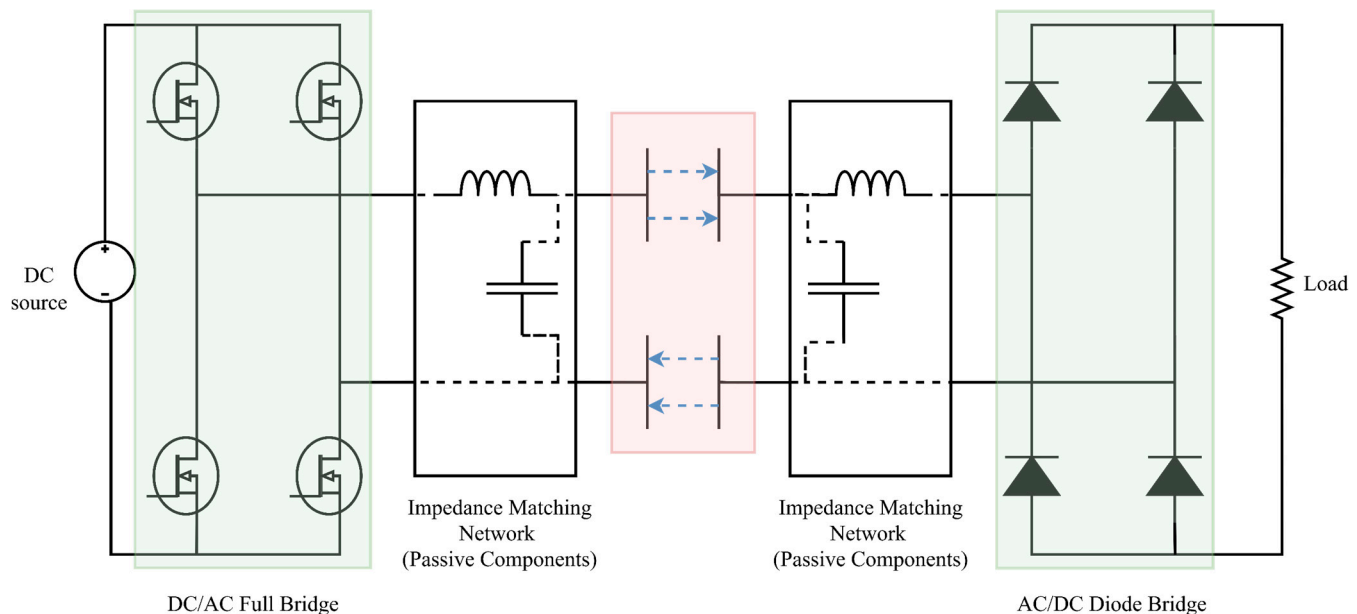 +
-
DC
source
Load
Impedance Matching
Network
(Passive Components)
Impedance Matching
Network
(Passive Components)
DC/AC Full Bridge
AC/DC Diode Bridge